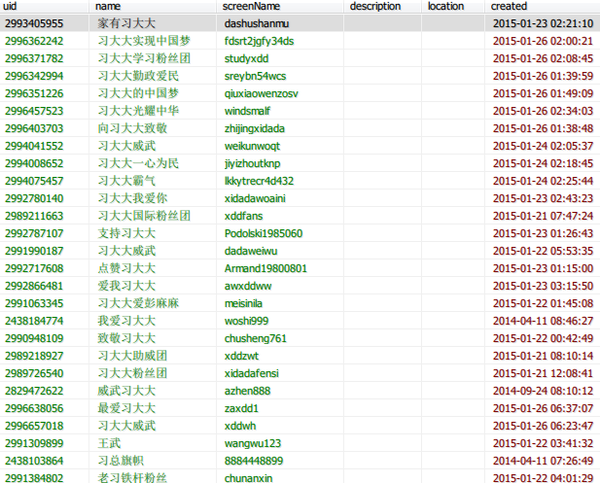 uid name screenName description location created
2993405955 家有习大大 dashushanmu 2015-01-23 02:21:10
2996362242 习大大实现中国梦 fdsrt2jgfy34ds 2015-01-26 02:00:21
2996371782 习大大学习粉丝团 studyxdd 2015-01-26 02:08:45
2996342994 习大大勤政爱民 sreybn54wcs 2015-01-26 01:39:59
2996351226 习大大的中国梦 qiuxiaowenzosv 2015-01-26 01:49:09
2996457523 习大大光耀中华 windsmalf 2015-01-26 02:34:03
2996403703 向习大大致敬 zhijingxidada 2015-01-26 01:38:48
2994041552 习大大威武 weikunwoqt 2015-01-24 02:05:37
2994008652 习大大一心为民 jiyizhoutknp 2015-01-24 02:18:45
2994075457 习大大霸气 lkkytrecr4d432 2015-01-24 02:25:44
2992780140 习大大我爱你 xidadawoaini 2015-01-23 02:43:23
2989211663 习大大国际粉丝团 xddfans 2015-01-21 07:47:24
2992787107 支持习大大 Podolski1985060 2015-01-23 01:26:43
2991990187 习大大威武 dadaweiwu 2015-01-22 05:53:35
2992717608 点赞习大大 Armand19800801 2015-01-23 01:15:00
2992866481 爱我习大大 awxddww 2015-01-23 03:15:50
2991063345 习大大爱彭麻麻 meisinila 2015-01-22 01:45:08
2438184774 我爱习大大 woshi999 2014-04-11 08:46:27
2990948109 致敬习大大 chusheng761 2015-01-22 00:42:49
2989218927 习大大助威团 xddzwt 2015-01-21 08:10:14
2989726540 习大大粉丝团 xidadafensi 2015-01-21 12:08:41
2829472622 威武习大大 azhen888 2014-09-24 08:10:12
2996638056 最爱习大大 zaxdd1 2015-01-26 06:37:07
2996657018 习大大威武 xddwh 2015-01-26 06:23:47
2991309899 王武 wangwu123 2015-01-22 03:41:32
2438103864 习总旗帜 8884448899 2014-04-11 07:26:49
2991384802 老习铁杆粉丝 chunanxin 2015-01-22 04:01:29